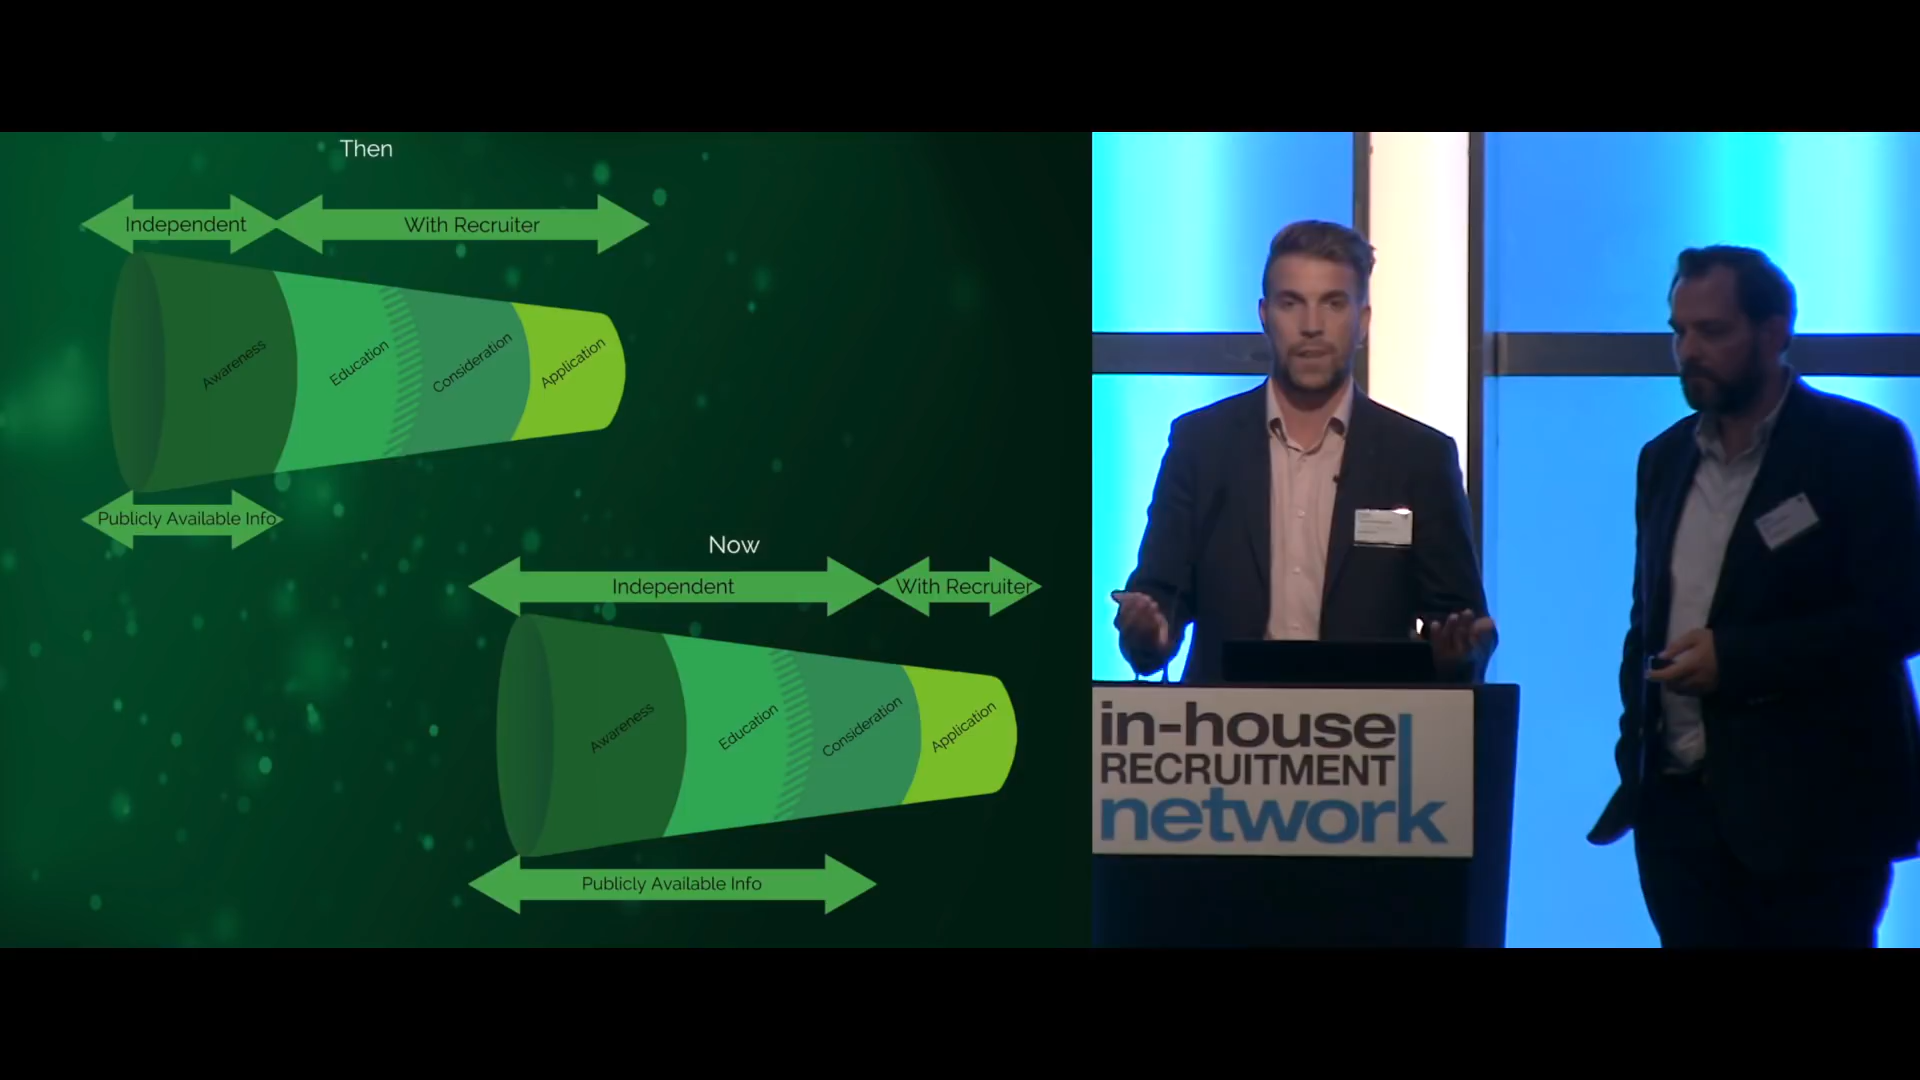 Then
Independent
With Recruiter
Awareness
Education
Consideration
Application
Publicly Available Info
Now
Independent
With Recruiter
Awareness
Education
Consideration
Application
Publicly Available Info
in-house
RECRUITMENT
network